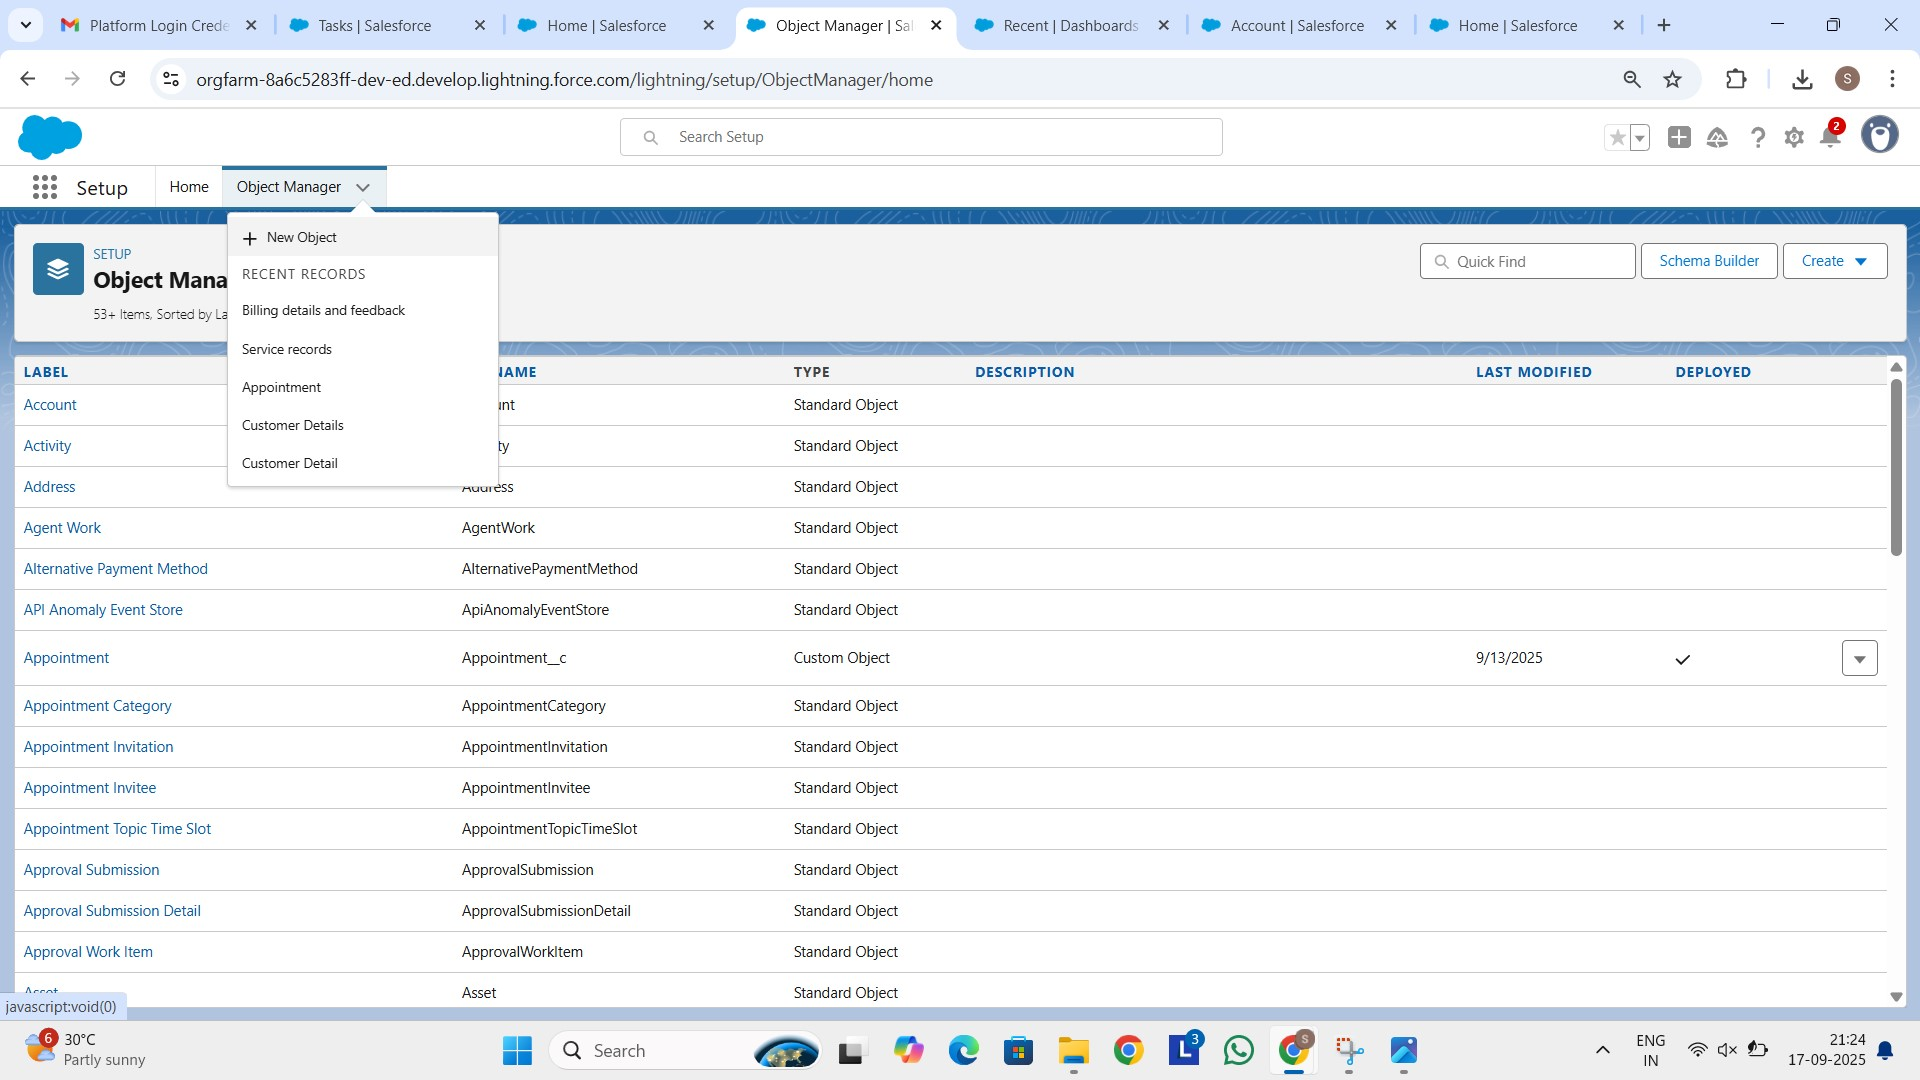 Platform Login Crede
Tasks | Salesforce
Home | Salesforce
Object Manager | Sal
Recent | Dashboards
Account | Salesforce
Home | Salesforce
orgfarm-8a6c5283ff-dev-ed.develop.lightning.force.com/lightning/setup/ObjectManager/home
S
Search Setup
2
Setup
Home
Object Manager
New Object
RECENT RECORDS
Billing details and feedback
Service records
Appointment
Customer Details
Customer Detail
SETUP
Object Mana
53+ Items, Sorted by La
Quick Find
Schema Builder
Create
LABEL NAME TYPE DESCRIPTION LAST MODIFIED DEPLOYED
Account unt Standard Object
Activity ty Standard Object
Address Address Standard Object
Agent Work AgentWork Standard Object
Alternative Payment Method AlternativePaymentMethod Standard Object
API Anomaly Event Store ApiAnomalyEventStore Standard Object
Appointment Appointment__c Custom Object 9/13/2025
Appointment Category AppointmentCategory Standard Object
Appointment Invitation AppointmentInvitation Standard Object
Appointment Invitee AppointmentInvitee Standard Object
Appointment Topic Time Slot AppointmentTopicTimeSlot Standard Object
Approval Submission ApprovalSubmission Standard Object
Approval Submission Detail ApprovalSubmissionDetail Standard Object
Approval Work Item ApprovalWorkItem Standard Object
Asset Asset Standard Object
javascript:void(0)
6
30°C
Partly sunny
Search
L
3
S
ENG
IN
21:24
17-09-2025